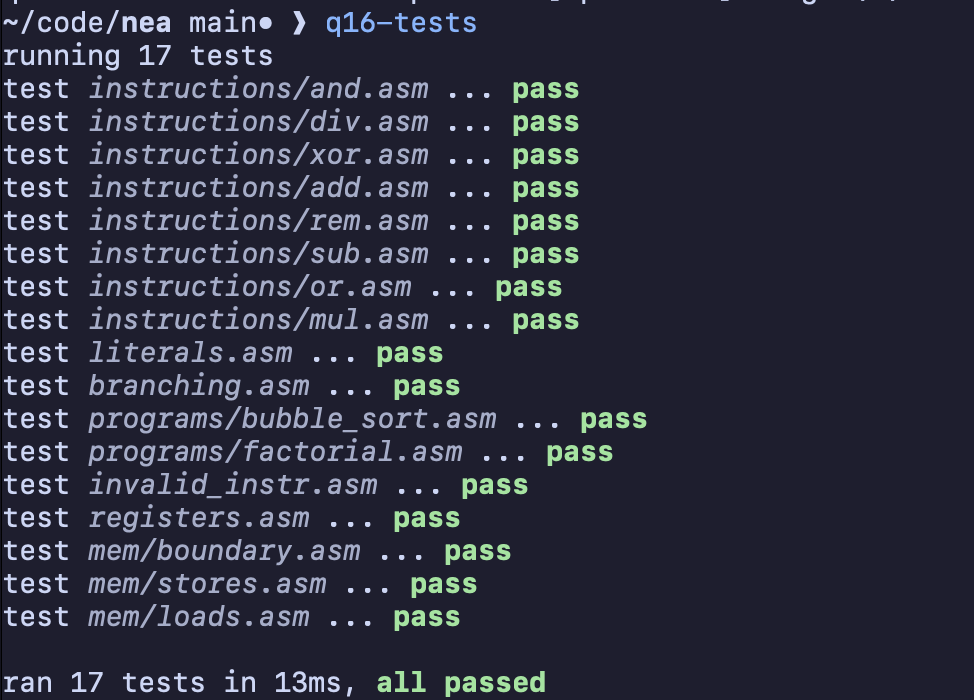 ~/code/nea main● ❱ q16-tests
running 17 tests
test instructions/and.asm ... pass
test instructions/div.asm ... pass
test instructions/xor.asm ... pass
test instructions/add.asm ... pass
test instructions/rem.asm ... pass
test instructions/sub.asm ... pass
test instructions/or.asm ... pass
test instructions/mul.asm ... pass
test literals.asm ... pass
test branching.asm ... pass
test programs/bubble_sort.asm ... pass
test programs/factorial.asm ... pass
test invalid_instr.asm ... pass
test registers.asm ... pass
test mem/boundary.asm ... pass
test mem/stores.asm ... pass
test mem/loads.asm ... pass
ran 17 tests in 13ms, all passed